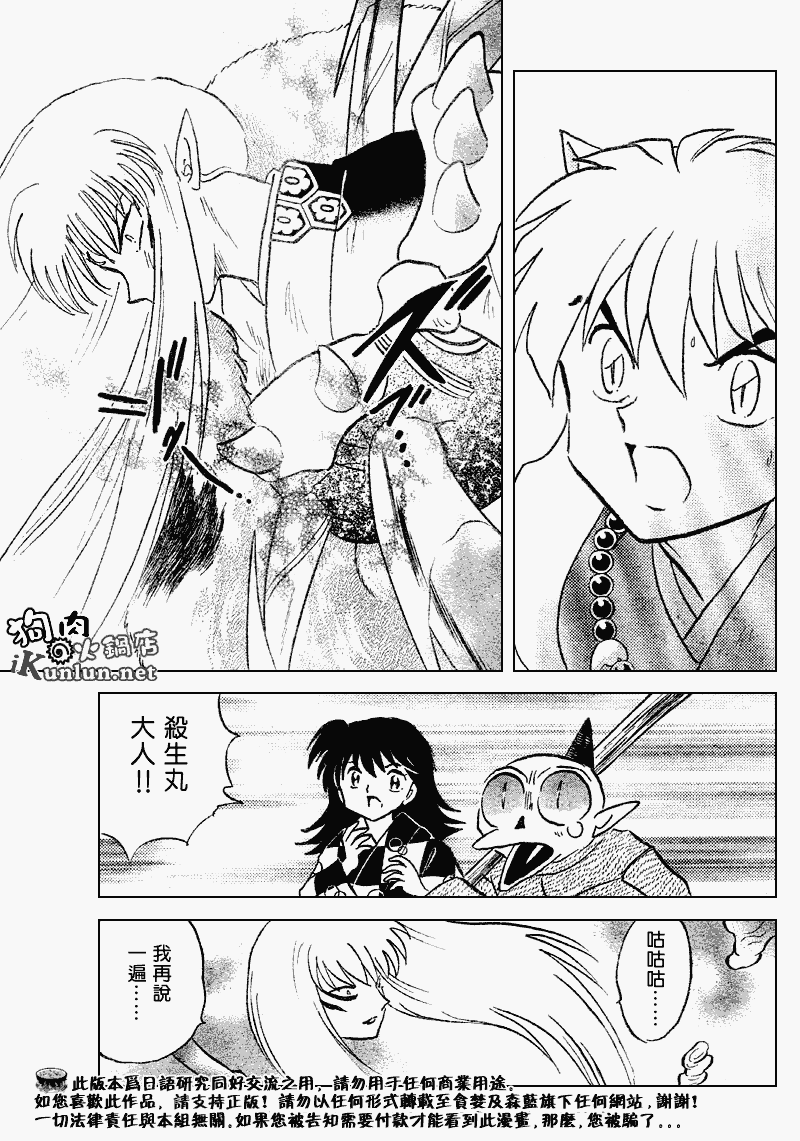 狗肉
火鍋店
iKunlun.net
殺生丸
大人!!
咕咕咕……
我再說
一遍……
此版本爲日語研究同好交流之用，請勿用于任何商業用途。
如您喜歡此作品，請支持正版！請勿以任何形式轉載至貪婪及森藍旗下任何網站，謝謝！
一切法律責任與本組無關。如果您被告知需要付款才能看到此漫畫，那麼，您被騙了。。。